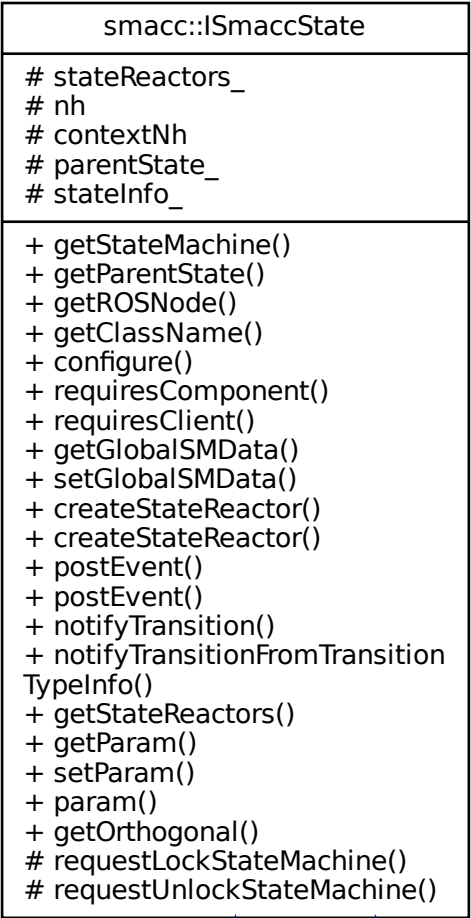 smacc::ISmaccState
# stateReactors_
# nh
# contextNh
# parentState_
# stateInfo_
+ getStateMachine()
+ getParentState()
+ getROSNode()
+ getClassName()
+ configure()
+ requiresComponent()
+ requiresClient()
+ getGlobalSMData()
+ setGlobalSMData()
+ createStateReactor()
+ createStateReactor()
+ postEvent()
+ postEvent()
+ notifyTransition()
+ notifyTransitionFromTransition
TypeInfo()
+ getStateReactors()
+ getParam()
+ setParam()
+ param()
+ getOrthogonal()
# requestLockStateMachine()
# requestUnlockStateMachine()